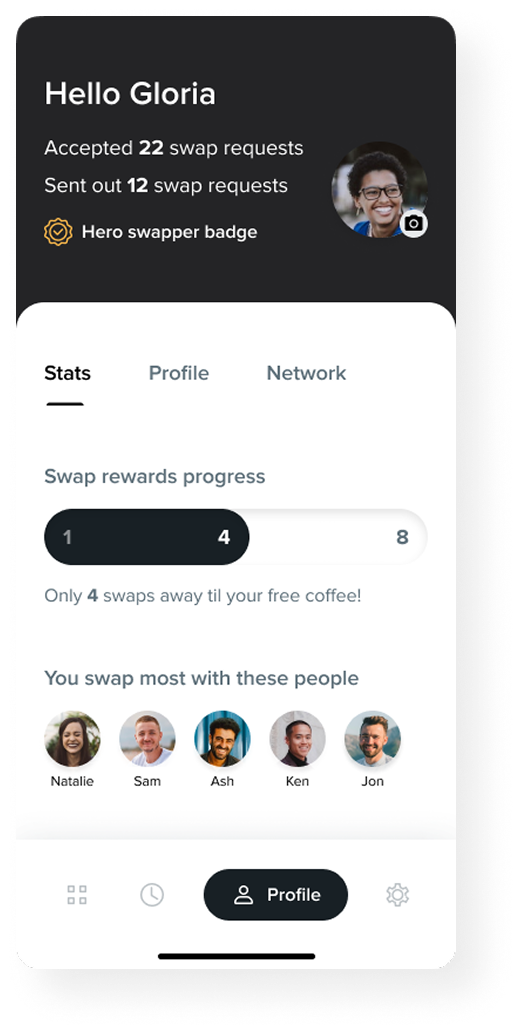 Hello Gloria
Accepted 22 swap requests
Sent out 12 swap requests
Hero swapper badge
Stats Profile Network
Swap rewards progress
1 4 8
Only 4 swaps away til your free coffee!
You swap most with these people
Natalie Sam Ash Ken Jon
Profile